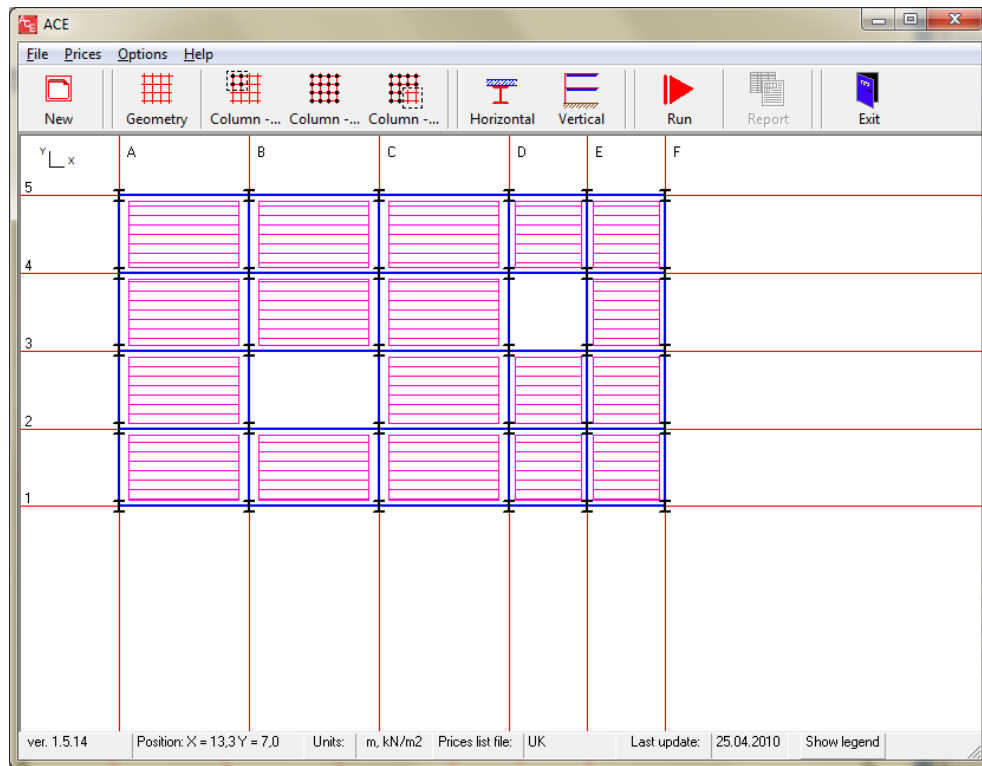 ACE
File Prices Options Help
New Geometry Column -... Column -... Column -... Horizontal Vertical Run Report Exit
Y X A B C D E F
5
4
3
2
1
ver. 1.5.14 Position: X = 13,3 Y = 7,0 Units: m, kN/m2 Prices list file: UK Last update: 25.04.2010 Show legend